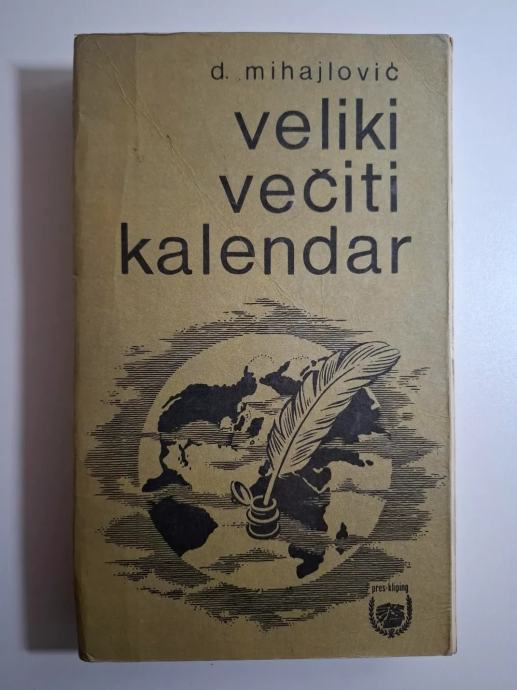 d. mihajlović
veliki
večiti
kalendar
pres-kliping